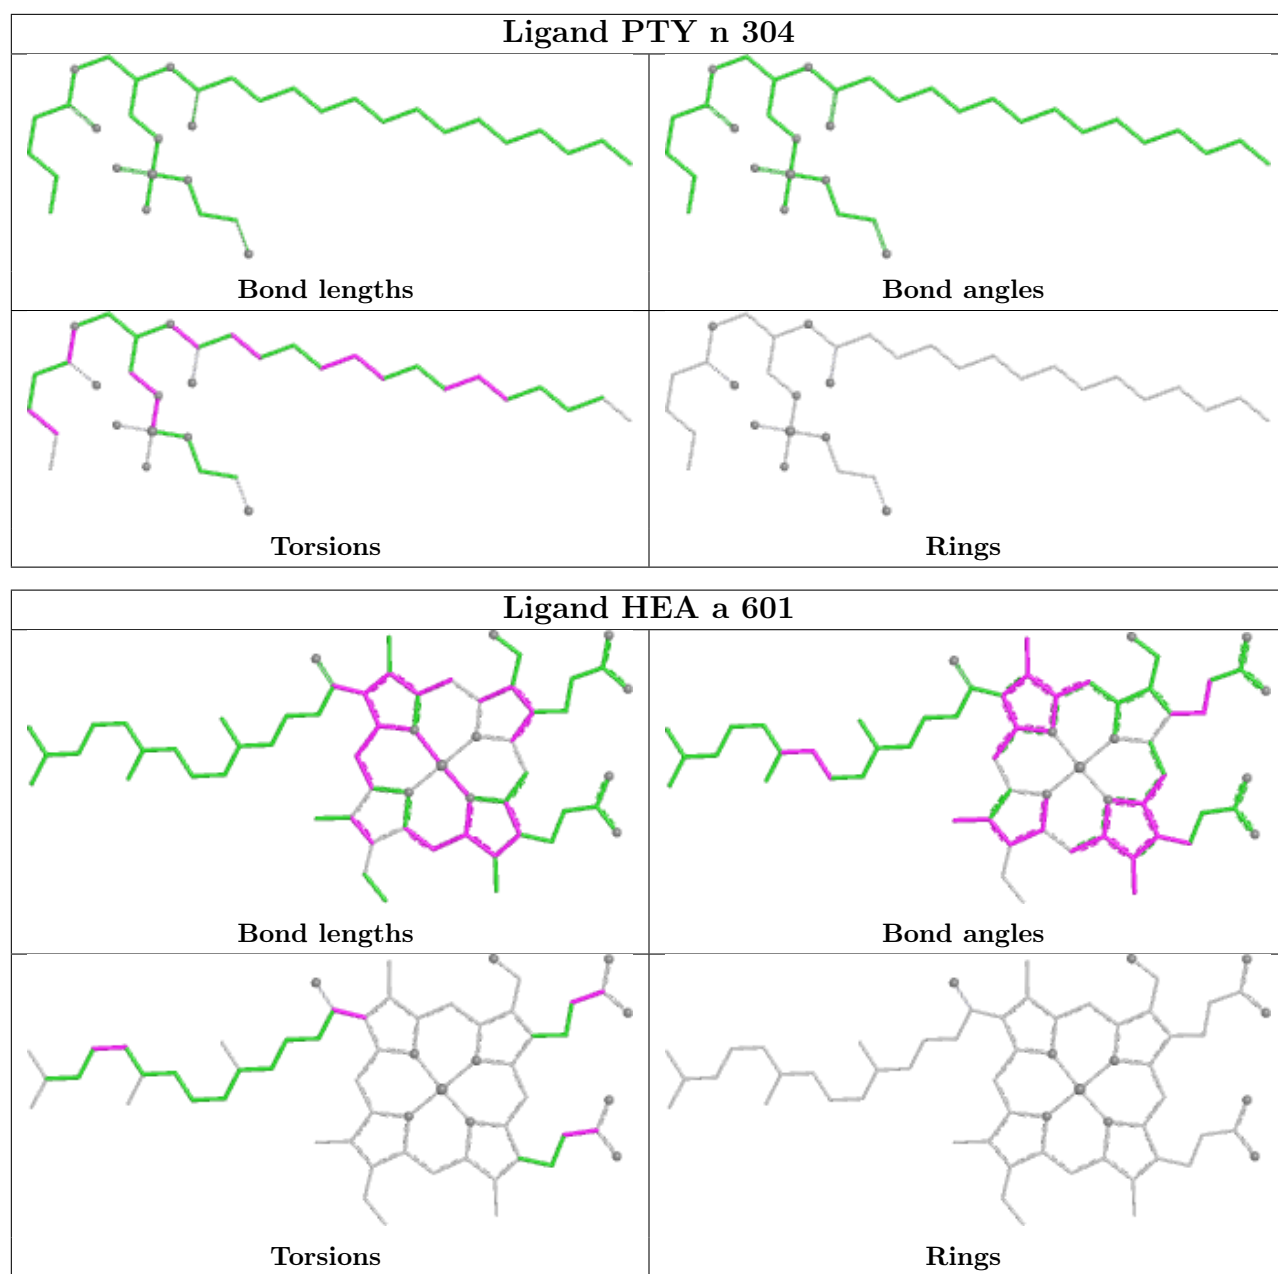 Ligand PTY n 304
Bond lengths
Bond angles
Torsions
Rings
Ligand HEA a 601
Bond lengths
Bond angles
Torsions
Rings